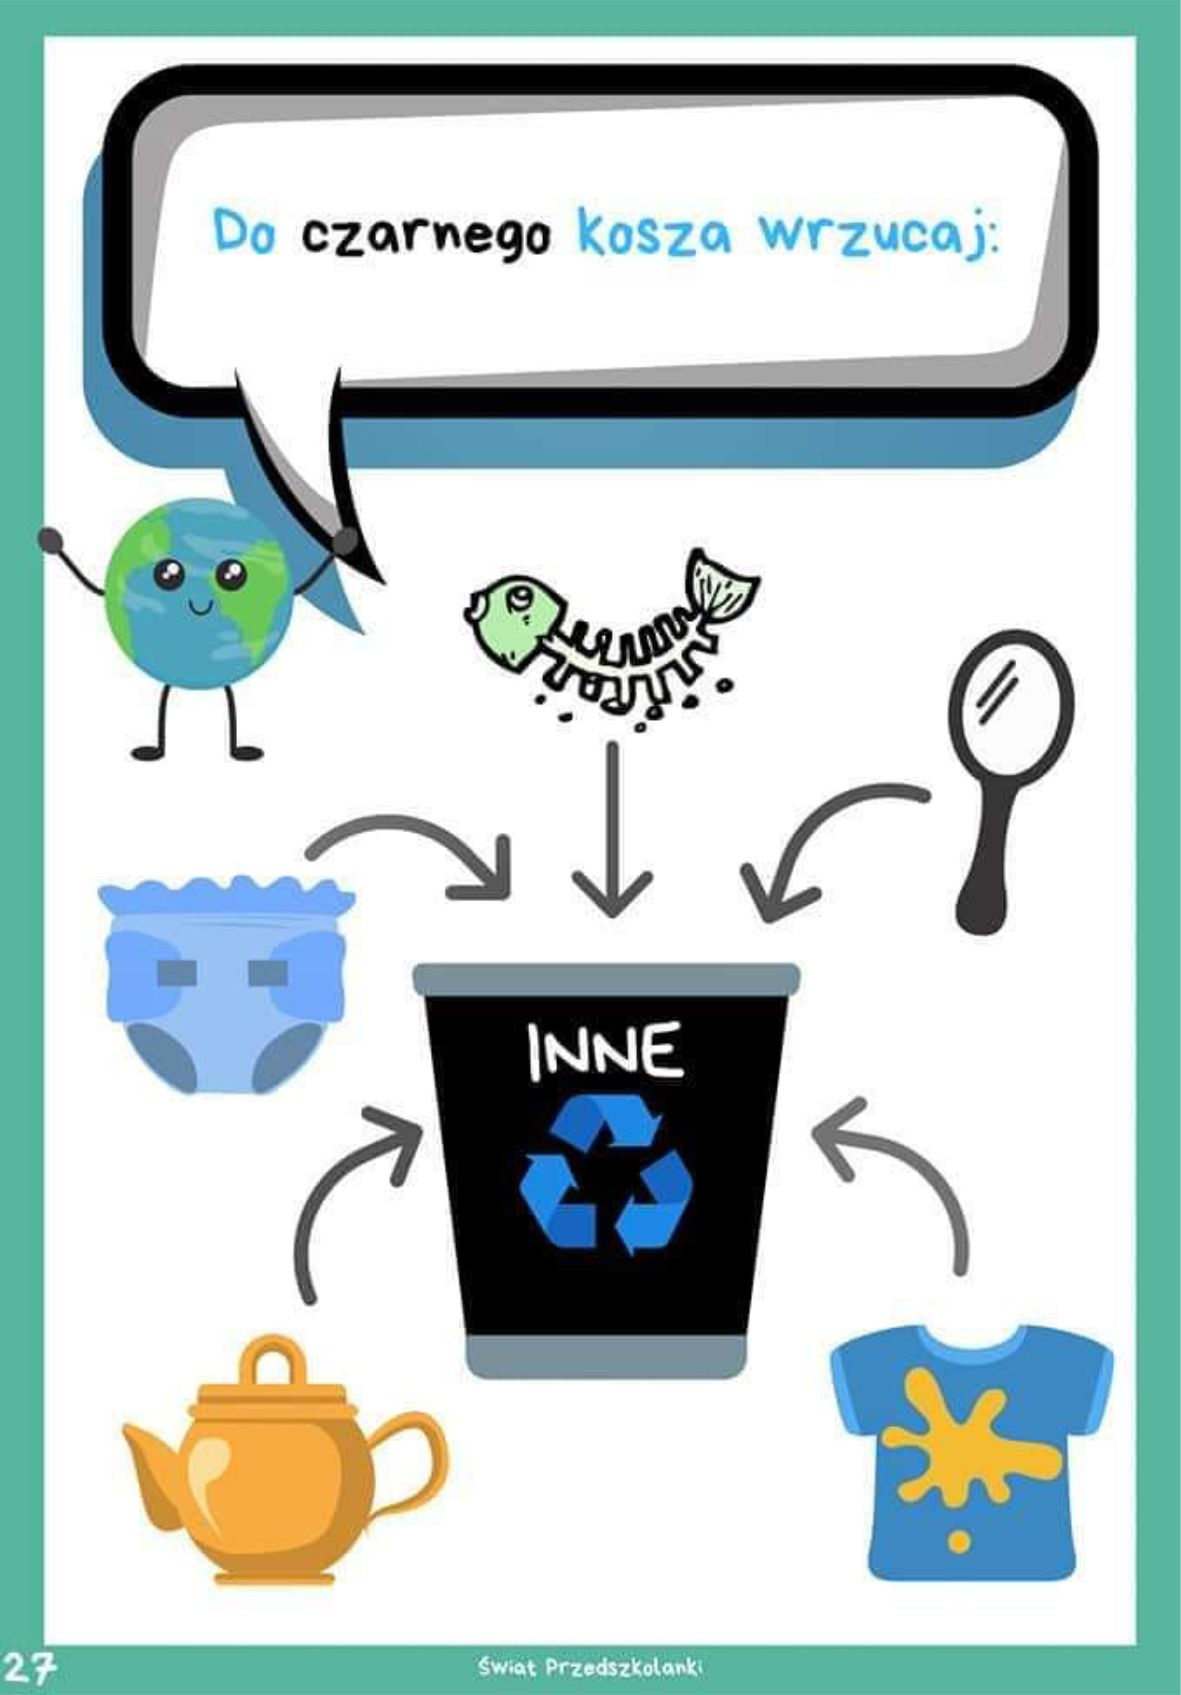 Do czarnego kosza wrzucaj:
INNE
27
Świat Przedszkolanki